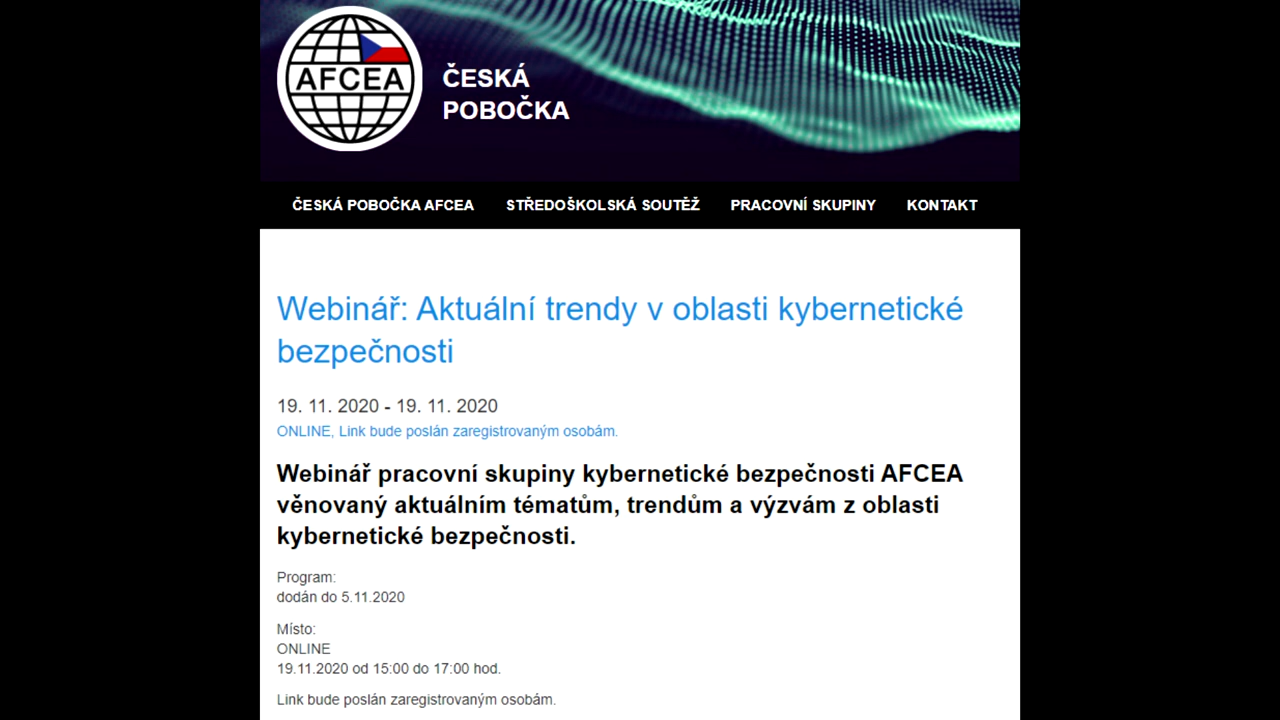 AFCEA
ČESKÁ
POBOČKA
ČESKÁ POBOČKA AFCEA STŘEDOŠKOLSKÁ SOUTĚŽ PRACOVNÍ SKUPINY KONTAKT
Webinář: Aktuální trendy v oblasti kybernetické
bezpečnosti
19. 11. 2020 - 19. 11. 2020
ONLINE, Link bude poslán zaregistrovaným osobám.
Webinář pracovní skupiny kybernetické bezpečnosti AFCEA
věnovaný aktuálním tématům, trendům a výzvám z oblasti
kybernetické bezpečnosti.
Program:
dodán do 5.11.2020
Místo:
ONLINE
19.11.2020 od 15:00 do 17:00 hod.
Link bude poslán zaregistrovaným osobám.